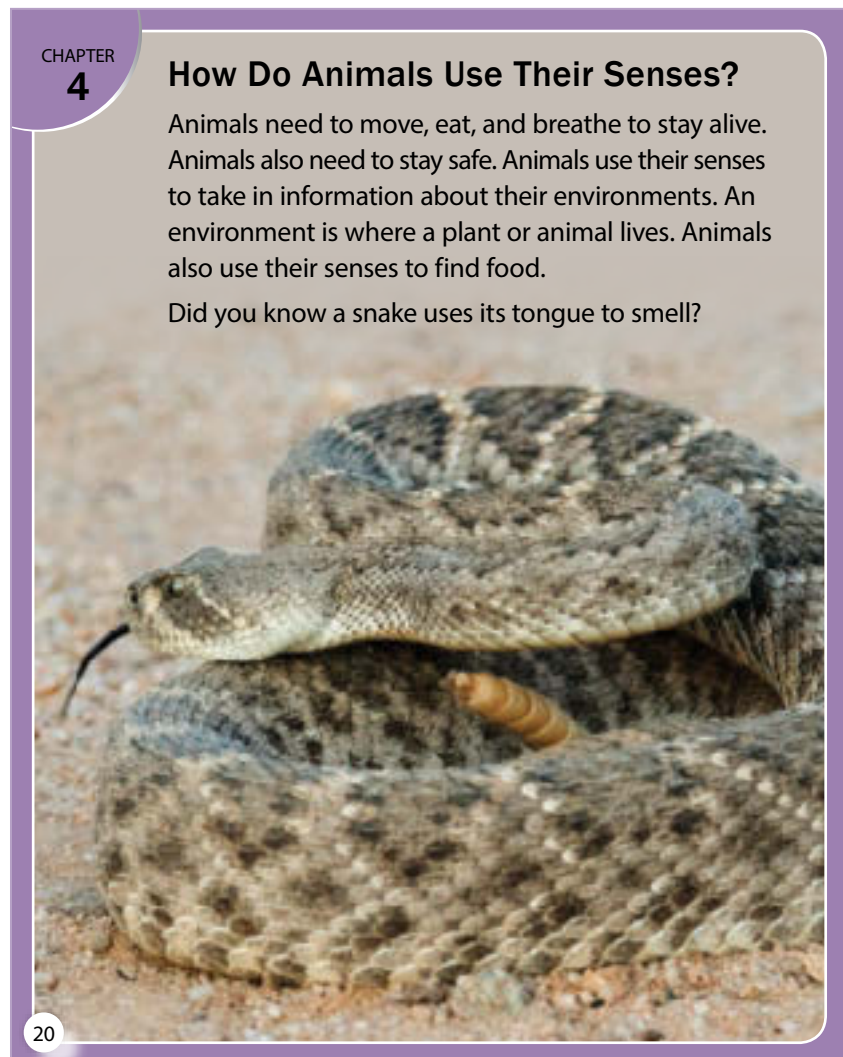 CHAPTER
4
How Do Animals Use Their Senses?
Animals need to move, eat, and breathe to stay alive.
Animals also need to stay safe. Animals use their senses
to take in information about their environments. An
environment is where a plant or animal lives. Animals
also use their senses to find food.
Did you know a snake uses its tongue to smell?
20